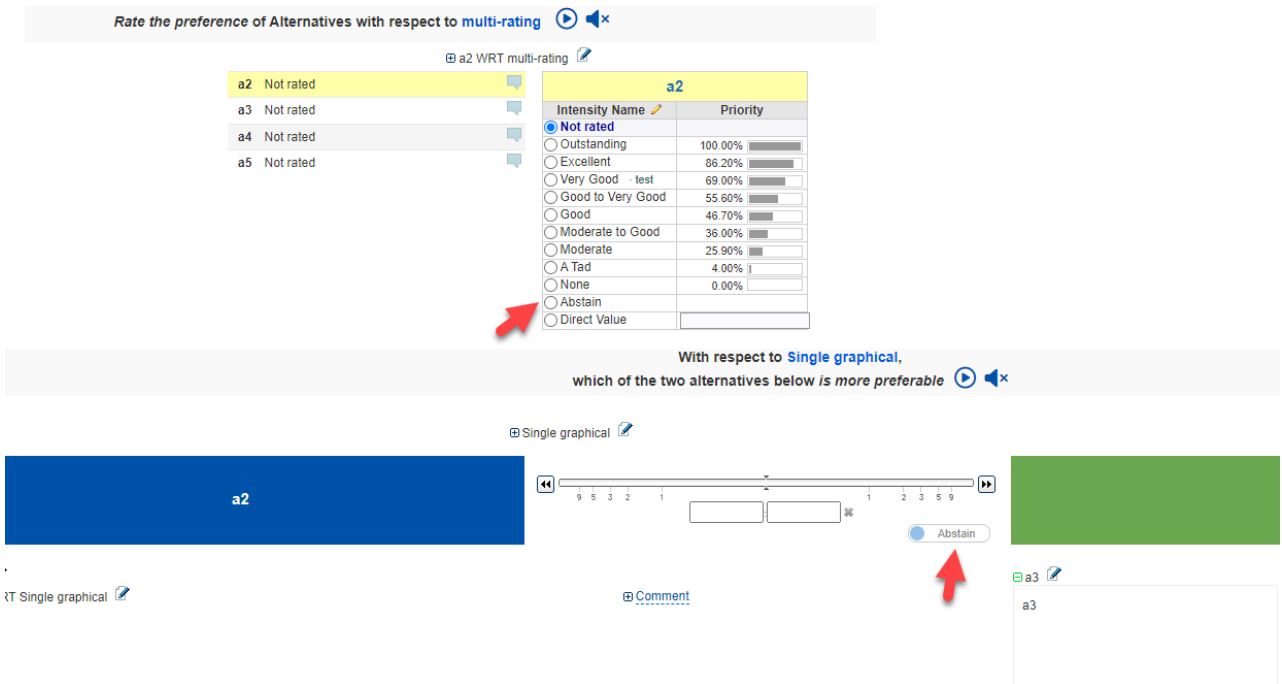 Rate the preference of Alternatives with respect to multi-rating
a2 WRT multi-rating
a2 Not rated
a3 Not rated
a4 Not rated
a5 Not rated
a2
Intensity Name Priority
Not rated
Outstanding 100.00%
Excellent 86.20%
Very Good · test 69.00%
Good to Very Good 55.60%
Good 46.70%
Moderate to Good 36.00%
Moderate 25.90%
A Tad 4.00%
None 0.00%
Abstain
Direct Value
With respect to Single graphical,
which of the two alternatives below is more preferable
Single graphical
a2
9 5 3 2 1 1 2 3 5 9
:
Abstain
a3
RT Single graphical
Comment
a3